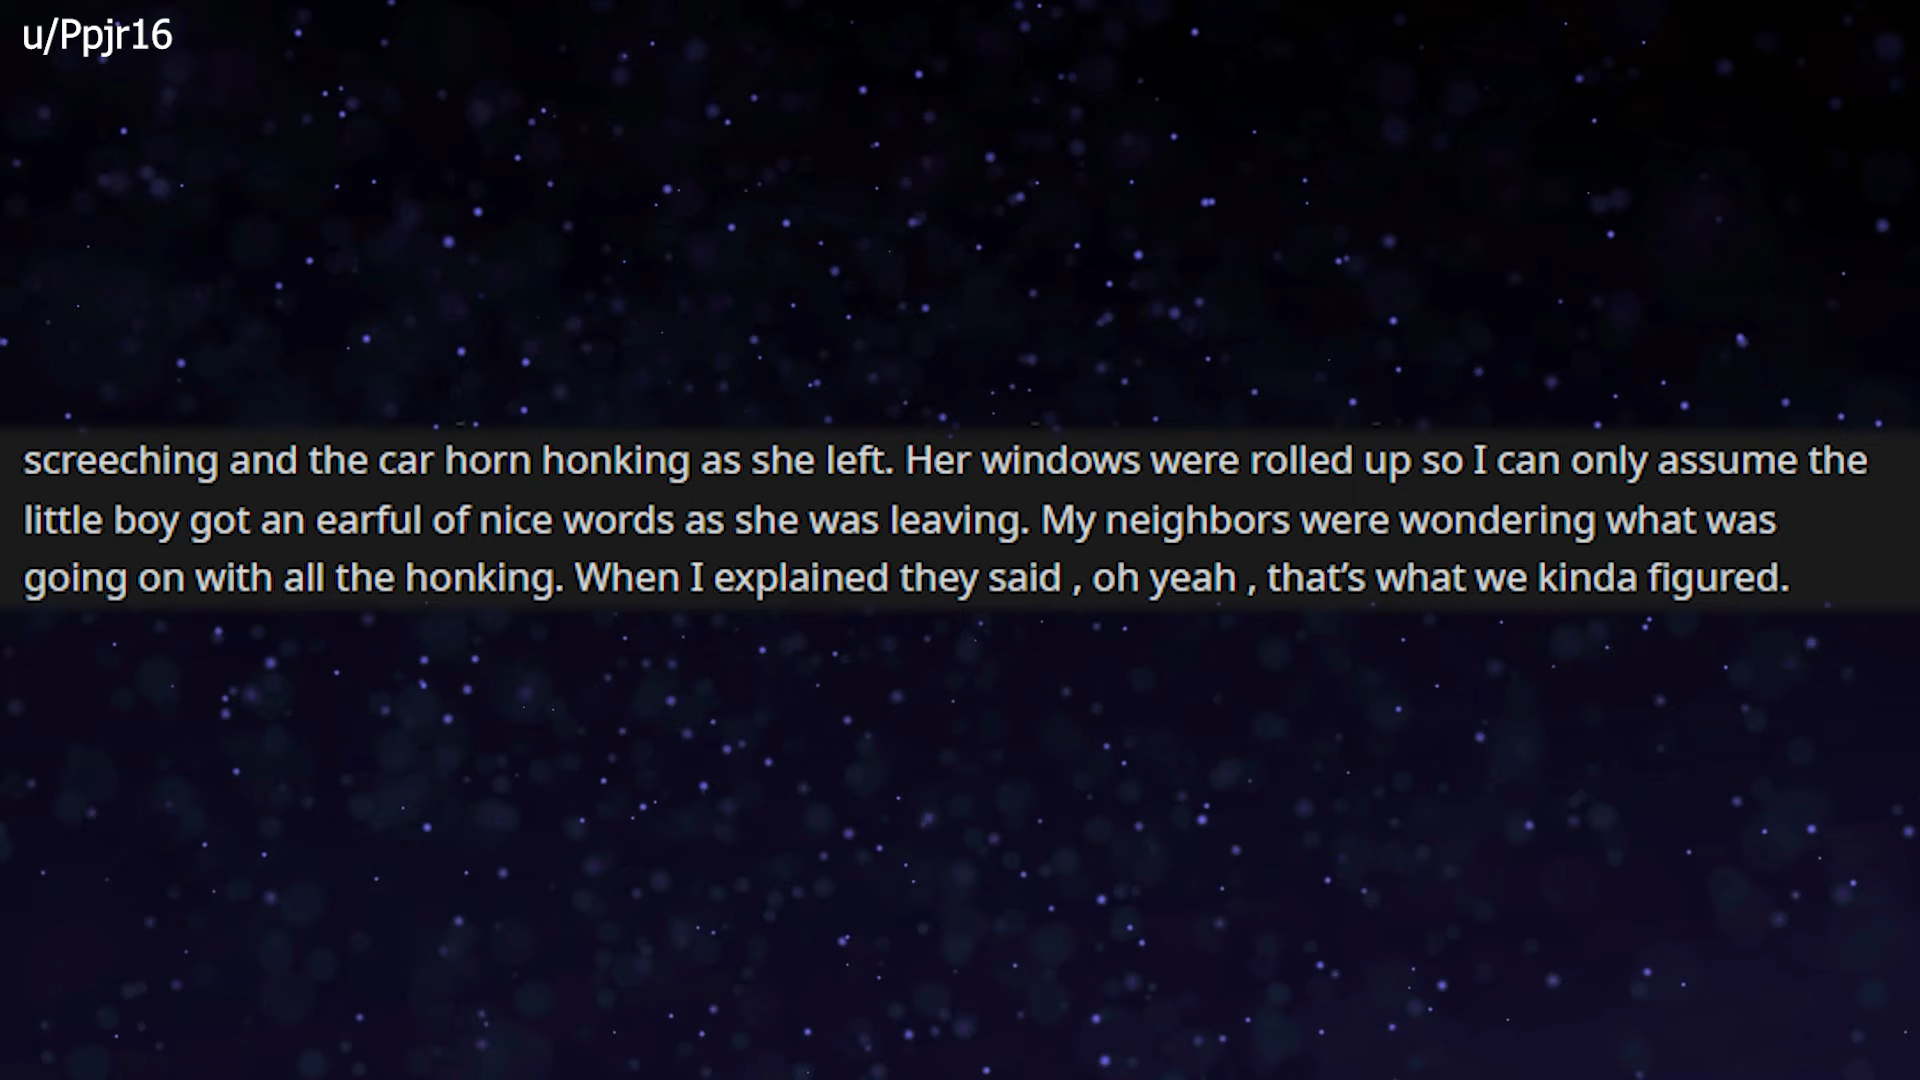 u/Ppjr16
screeching and the car horn honking as she left. Her windows were rolled up so I can only assume the
little boy got an earful of nice words as she was leaving. My neighbors were wondering what was
going on with all the honking. When I explained they said , oh yeah , that’s what we kinda figured.